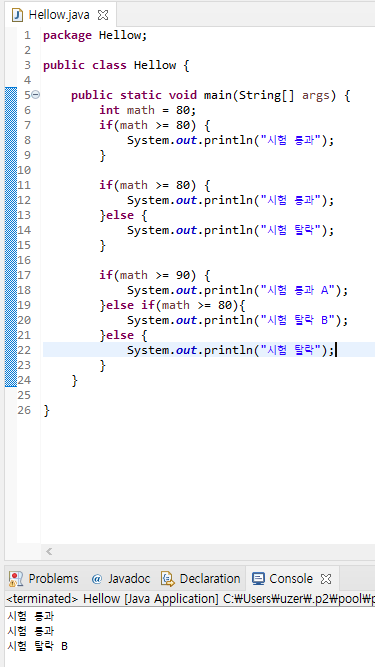 Hellow.java
1 package Hellow;
2
3 public class Hellow {
4
5 public static void main(String[] args) {
6 int math = 80;
7 if(math >= 80) {
8 System.out.println("시험 통과");
9 }
10
11 if(math >= 80) {
12 System.out.println("시험 통과");
13 }else {
14 System.out.println("시험 탈락");
15 }
16
17 if(math >= 90) {
18 System.out.println("시험 통과 A");
19 }else if(math >= 80){
20 System.out.println("시험 탈락 B");
21 }else {
22 System.out.println("시험 탈락");
23 }
24 }
25
26 }
Problems @ Javadoc Declaration Console
<terminated> Hellow [Java Application] C:₩Users₩uzer₩.p2₩pool₩p
시험 통과
시험 통과
시험 탈락 B